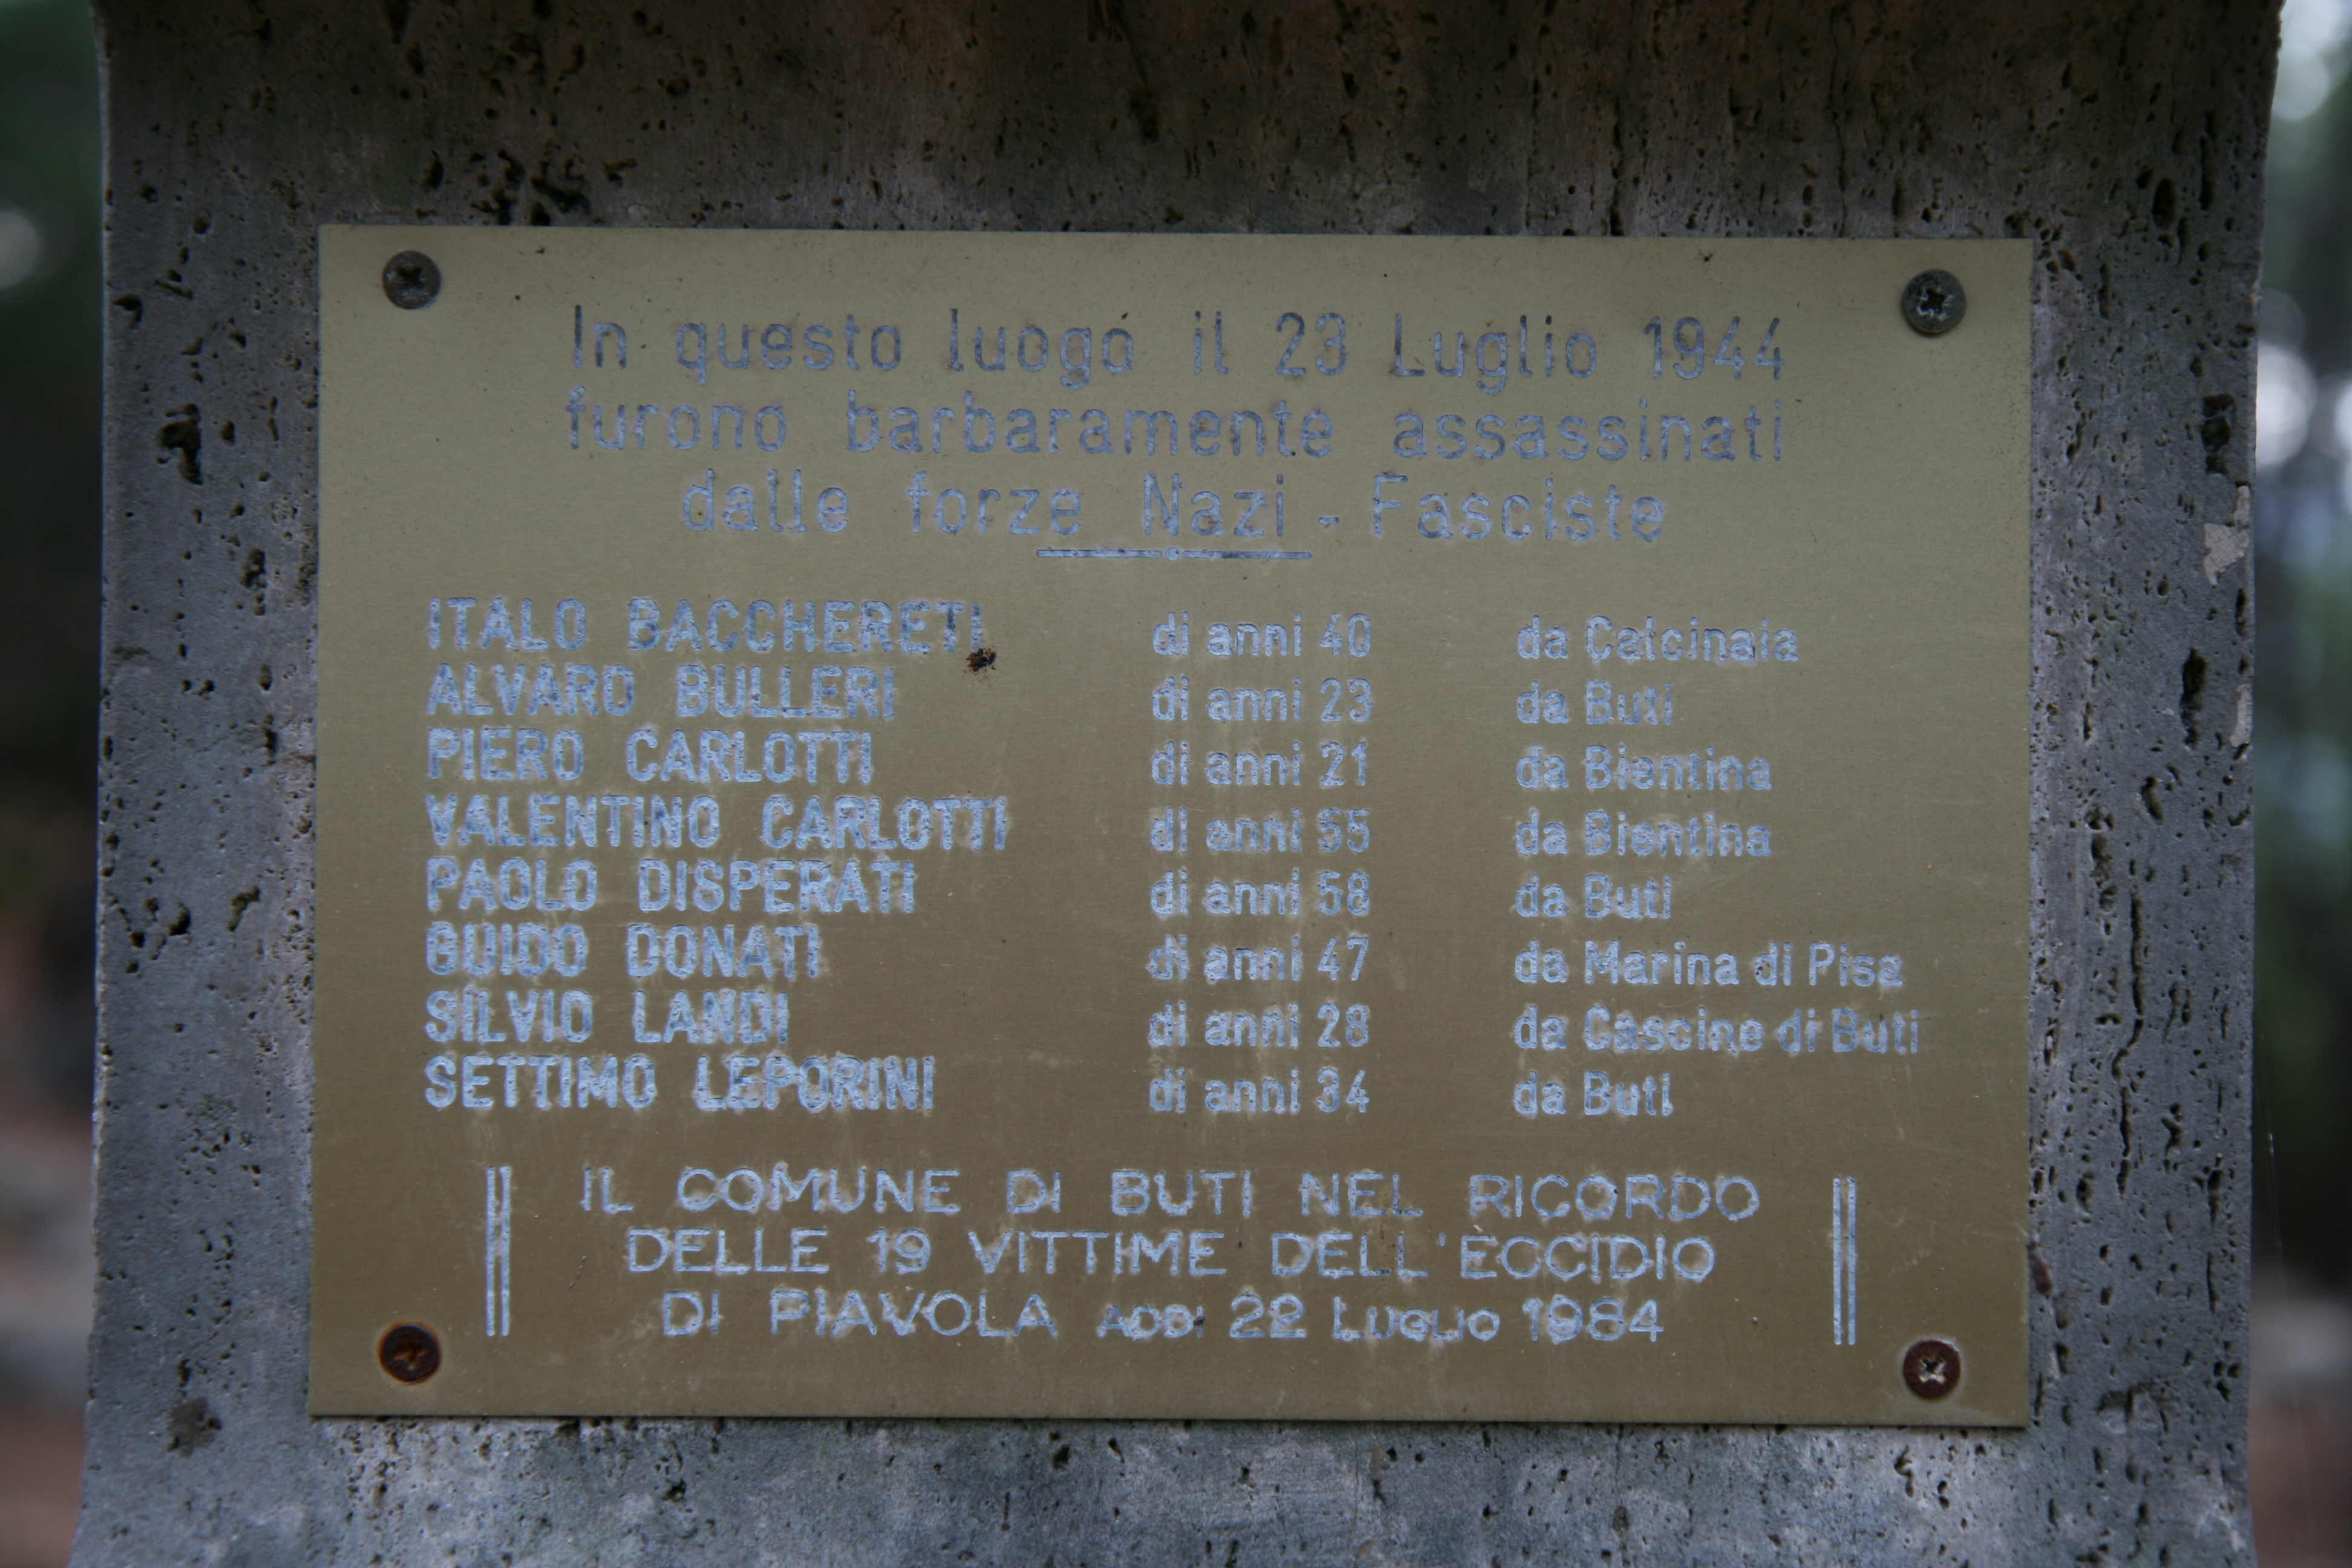 In questo luogo il 23 Luglio 1944
furono barbaramente assassinati
dalle forze Nazi - Fasciste
ITALO BACCHERETI di anni 40 da Calcinaia
ALVARO BULLERI di anni 23 da Buti
PIERO CARLOTTI di anni 21 da Bientina
VALENTINO CARLOTTI di anni 55 da Bientina
PAOLO DISPERATI di anni 58 da Buti
GUIDO DONATI di anni 47 da Marina di Pisa
SILVIO LANDI di anni 28 da Cascine di Buti
SETTIMO LEPORINI di anni 34 da Buti
IL COMUNE DI BUTI NEL RICORDO
DELLE 19 VITTIME DELL'ECCIDIO
DI PIAVOLA ADDI 22 LUGLIO 1984